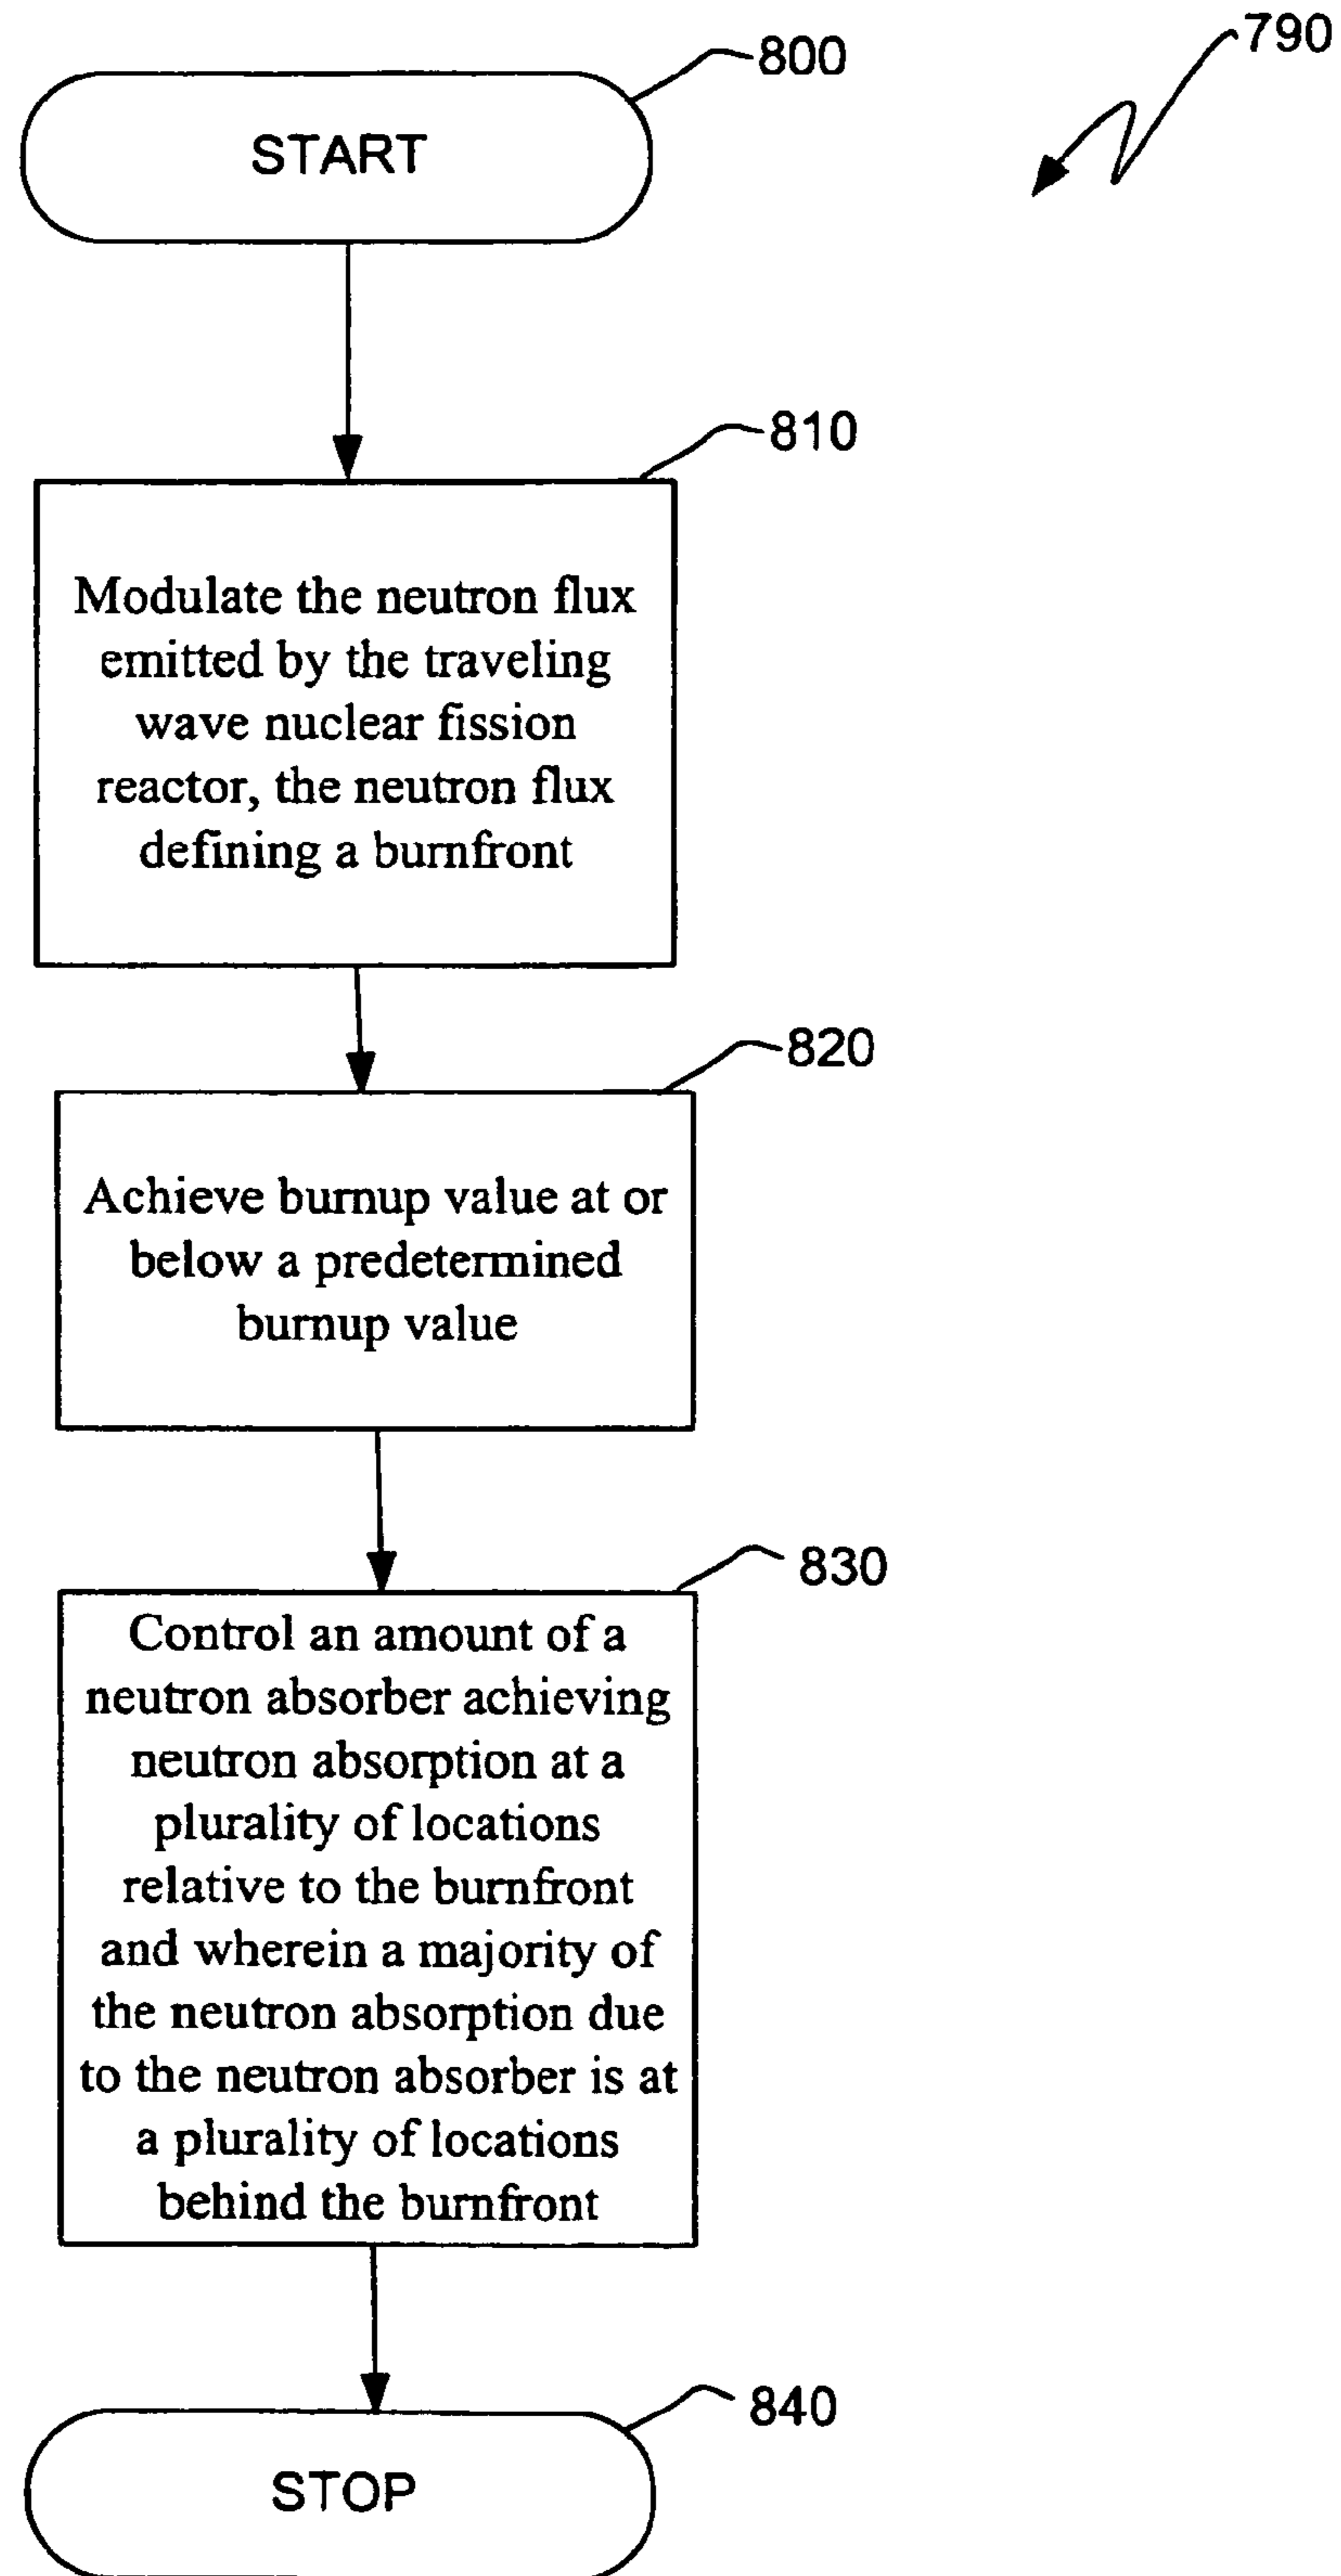 790
800
START
810
Modulate the neutron flux
emitted by the traveling
wave nuclear fission
reactor, the neutron flux
defining a burnfront
820
Achieve burnup value at or
below a predetermined
burnup value
830
Control an amount of a
neutron absorber achieving
neutron absorption at a
plurality of locations
relative to the burnfront
and wherein a majority of
the neutron absorption due
to the neutron absorber is at
a plurality of locations
behind the burnfront
840
STOP